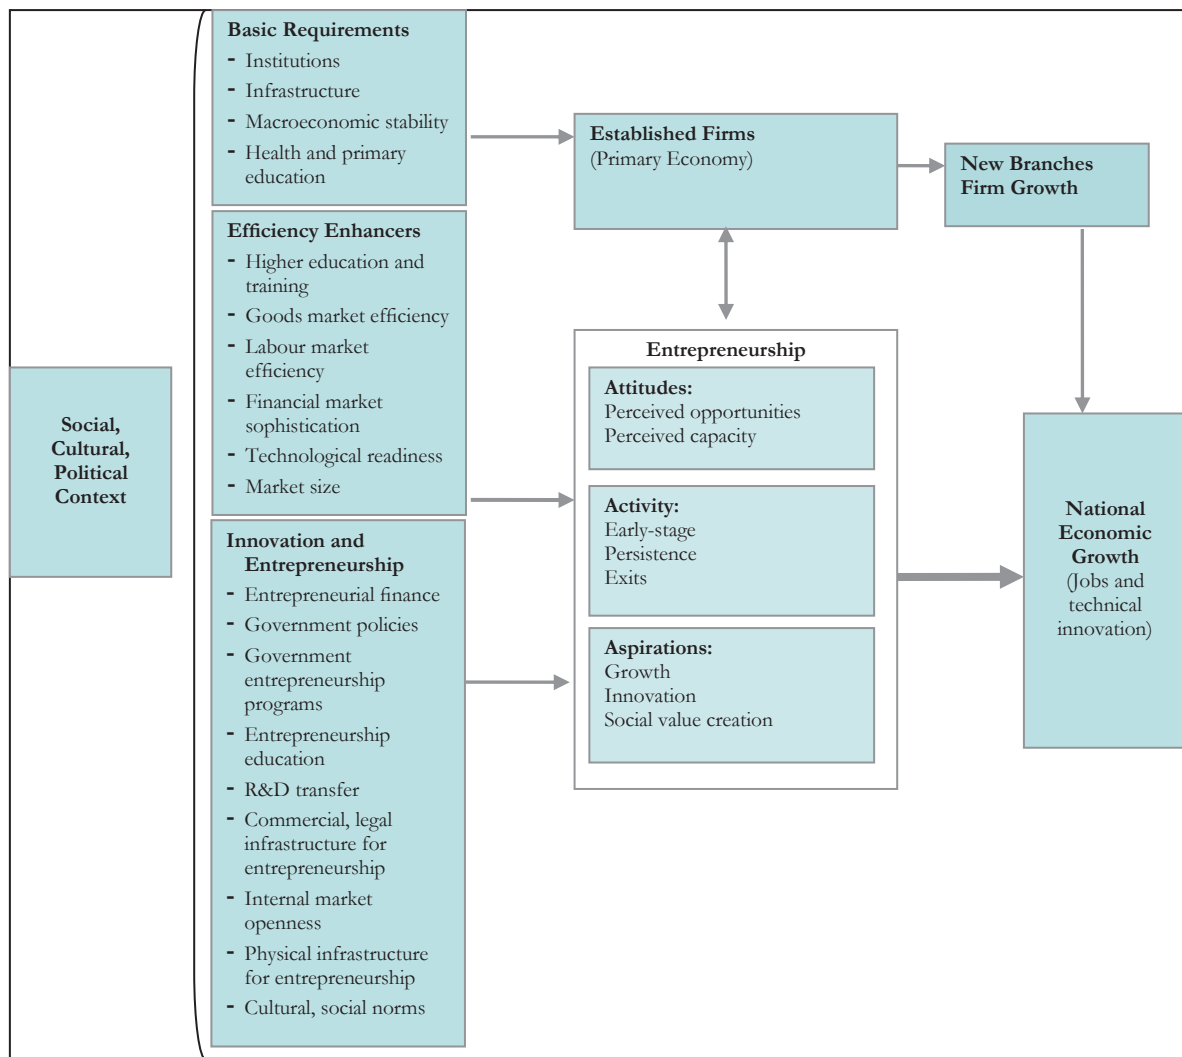 Social,
Cultural,
Political
Context
Basic Requirements
- Institutions
- Infrastructure
- Macroeconomic stability
- Health and primary
education
Efficiency Enhancers
- Higher education and
training
- Goods market efficiency
- Labour market
efficiency
- Financial market
sophistication
- Technological readiness
- Market size
Innovation and
Entrepreneurship
- Entrepreneurial finance
- Government policies
- Government
entrepreneurship
programs
- Entrepreneurship
education
- R&D transfer
- Commercial, legal
infrastructure for
entrepreneurship
- Internal market
openness
- Physical infrastructure
for entrepreneurship
- Cultural, social norms
Established Firms
(Primary Economy)
New Branches
Firm Growth
Entrepreneurship
Attitudes:
Perceived opportunities
Perceived capacity
Activity:
Early-stage
Persistence
Exits
Aspirations:
Growth
Innovation
Social value creation
National
Economic
Growth
(Jobs and
technical
innovation)